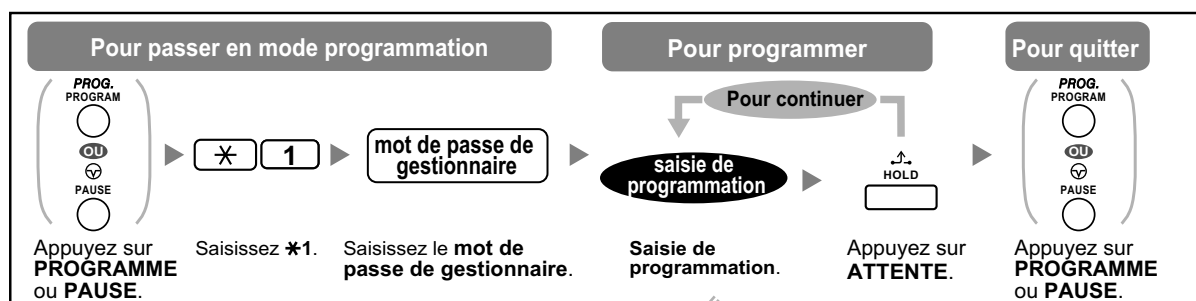 Pour passer en mode programmation
Pour programmer
Pour quitter
PROG.
PROGRAM
OU
PAUSE
✱
1
mot de passe de
gestionnaire
Pour continuer
saisie de
programmation
HOLD
PROG.
PROGRAM
OU
PAUSE
Appuyez sur
PROGRAMME
ou PAUSE.
Saisissez ✱1.
Saisissez le mot de
passe de gestionnaire.
Saisie de
programmation.
Appuyez sur
ATTENTE.
Appuyez sur
PROGRAMME
ou PAUSE.